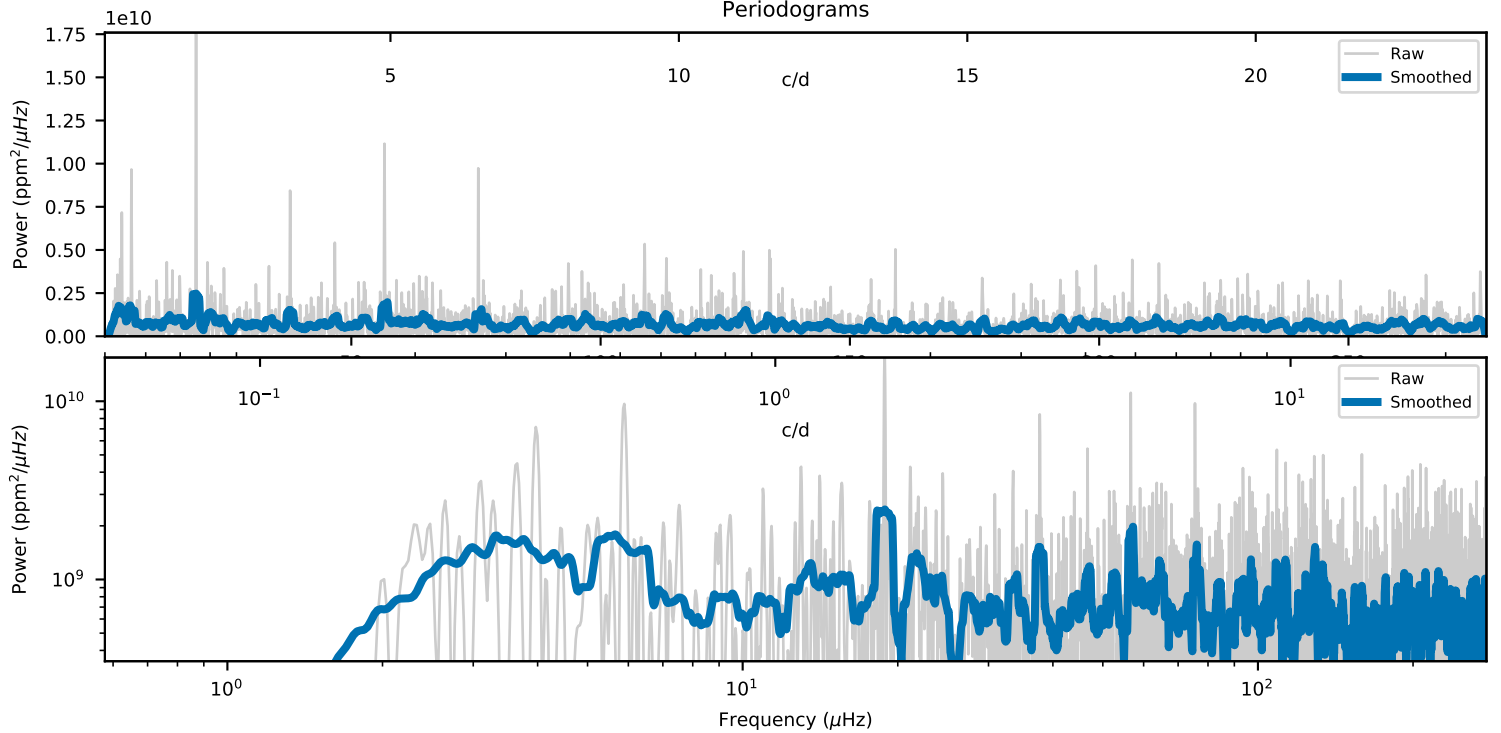 Periodograms
1e10
1.75
1.50
1.25
1.00
0.75
0.50
0.25
0.00
Power (ppm²/μHz)
5
10
15
20
c/d
Raw
Smoothed
10¹⁰
10⁹
Power (ppm²/μHz)
10⁻¹
10⁰
10¹
c/d
Raw
Smoothed
10⁰
10¹
10²
Frequency (μHz)